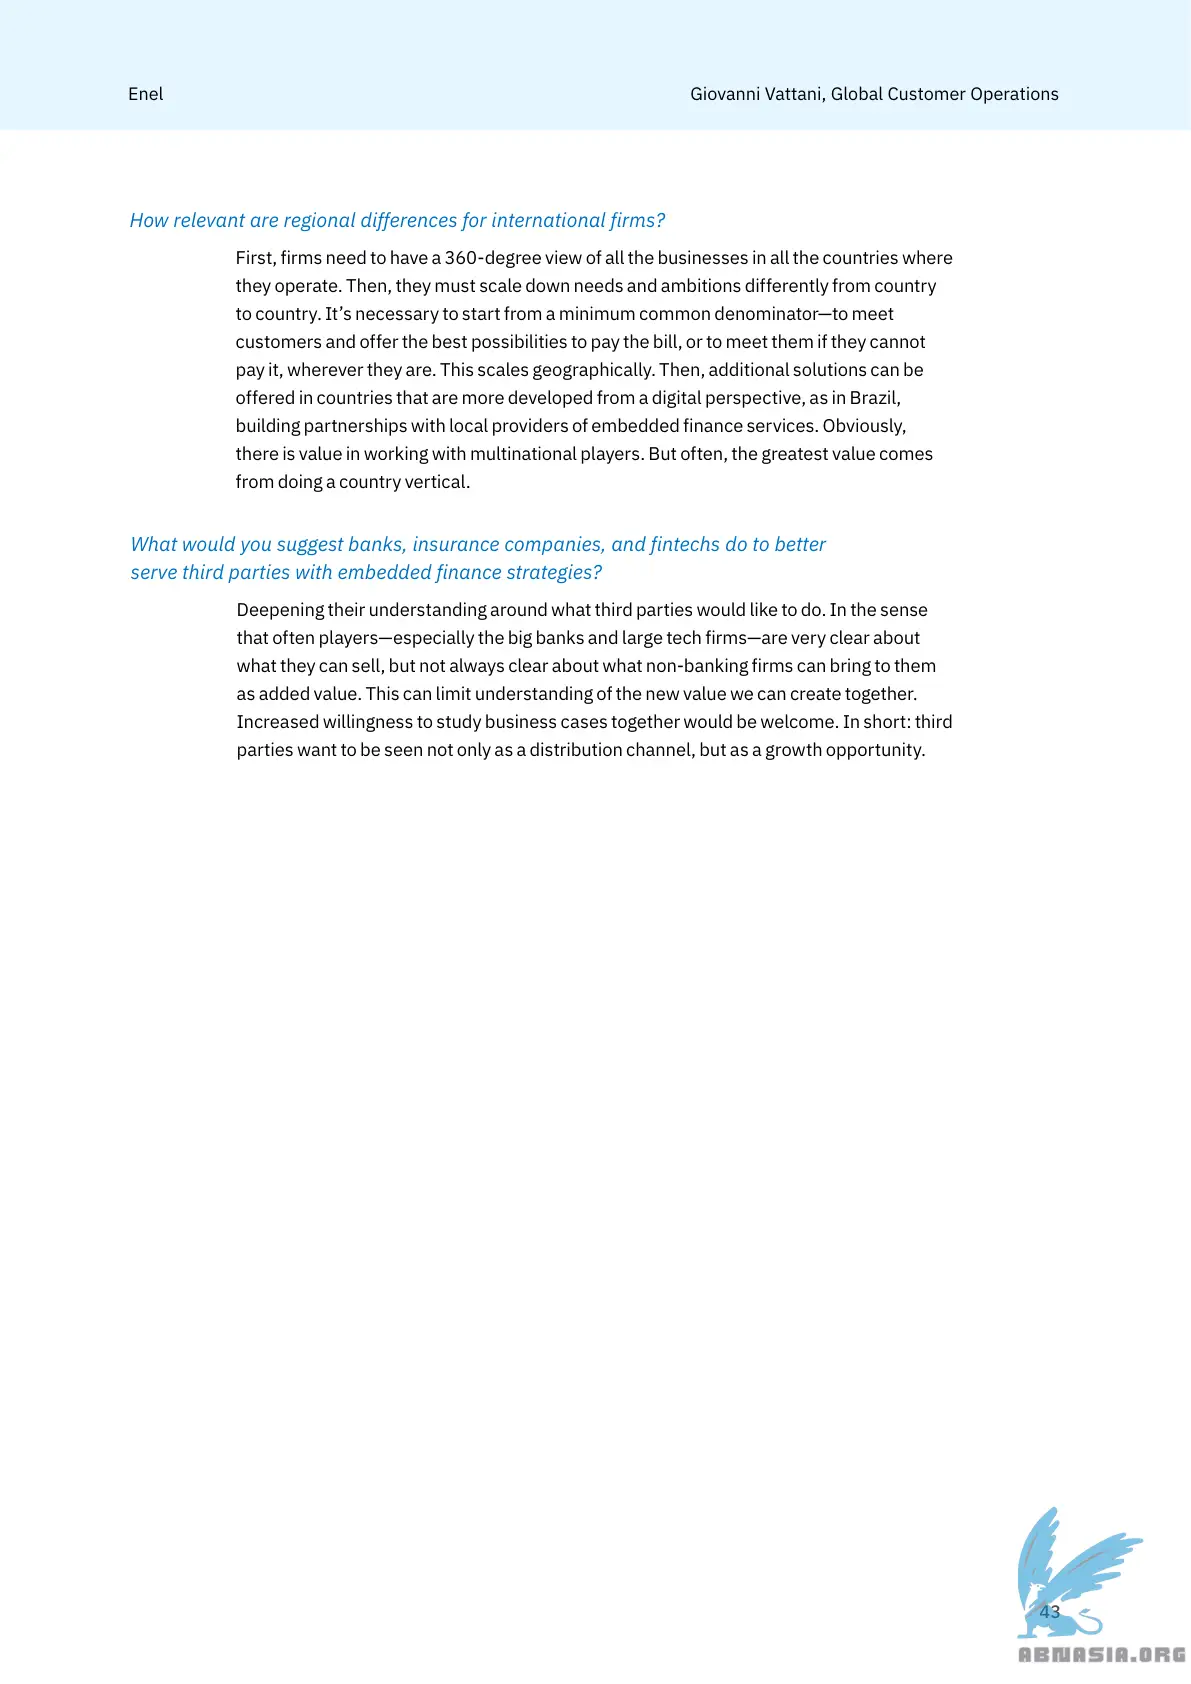 Enel
Giovanni Vattani, Global Customer Operations
How relevant are regional differences for international firms?
First, firms need to have a 360-degree view of all the businesses in all the countries where
they operate. Then, they must scale down needs and ambitions differently from country
to country. It’s necessary to start from a minimum common denominator—to meet
customers and offer the best possibilities to pay the bill, or to meet them if they cannot
pay it, wherever they are. This scales geographically. Then, additional solutions can be
offered in countries that are more developed from a digital perspective, as in Brazil,
building partnerships with local providers of embedded finance services. Obviously,
there is value in working with multinational players. But often, the greatest value comes
from doing a country vertical.
What would you suggest banks, insurance companies, and fintechs do to better
serve third parties with embedded finance strategies?
Deepening their understanding around what third parties would like to do. In the sense
that often players—especially the big banks and large tech firms—are very clear about
what they can sell, but not always clear about what non-banking firms can bring to them
as added value. This can limit understanding of the new value we can create together.
Increased willingness to study business cases together would be welcome. In short: third
parties want to be seen not only as a distribution channel, but as a growth opportunity.
43
ABNASIA.ORG